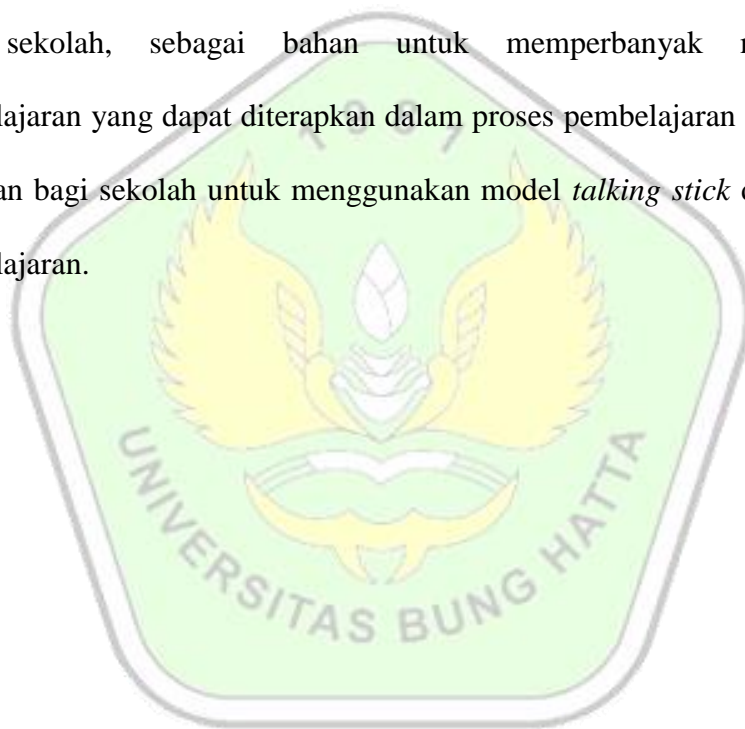 sekolah, sebagai bahan untuk memperbanyak
lajaran yang dapat diterapkan dalam proses pembelajaran
an bagi sekolah untuk menggunakan model talking stick
lajaran.
1981
UNIVERSITAS BUNG HATTA